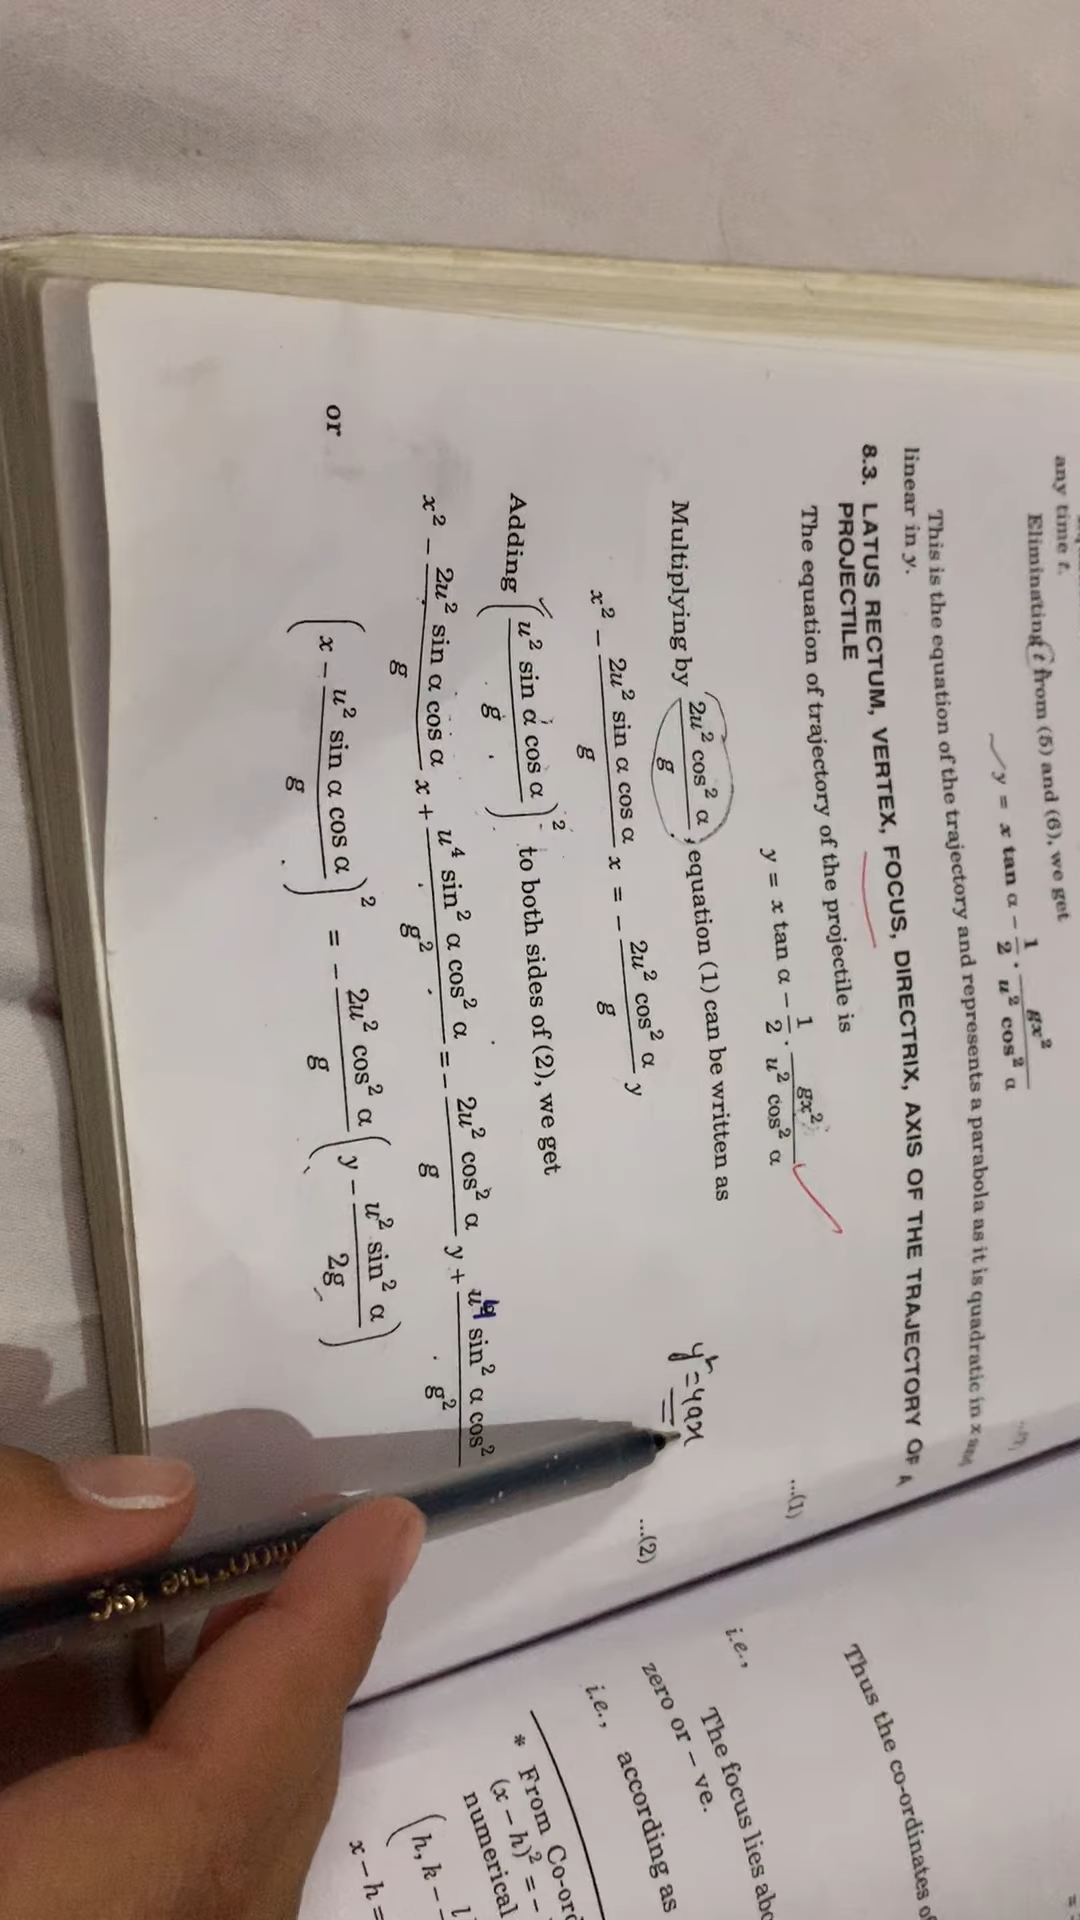 any time t.
Eliminating t from (5) and (6), we get
y = x tan α − 1/2 · gx²/(u² cos² α)
This is the equation of the trajectory and represents a parabola as it is quadratic in x and
linear in y.
8.3. LATUS RECTUM, VERTEX, FOCUS, DIRECTRIX, AXIS OF THE TRAJECTORY OF A
PROJECTILE
The equation of trajectory of the projectile is
y = x tan α − 1/2 · gx²/(u² cos² α) ...(1)
Multiplying by 2u² cos² α/g, equation (1) can be written as
y² = 4ax
x² − (2u² sin α cos α/g) x = − (2u² cos² α/g) y ...(2)
Adding (u² sin α cos α/g)² to both sides of (2), we get
x² − (2u² sin α cos α/g) x + u⁴ sin² α cos² α/g² = − (2u² cos² α/g) y + u⁴ sin² α cos²/g²
or (x − u² sin α cos α/g)² = − (2u² cos² α/g) (y − u² sin² α/2g)
Thus the co-ordinates of
i.e.,
The focus lies abo
zero or – ve.
i.e., according as
* From Co-ord
(x – h)² = –
numerical
(h, k –
x – h =